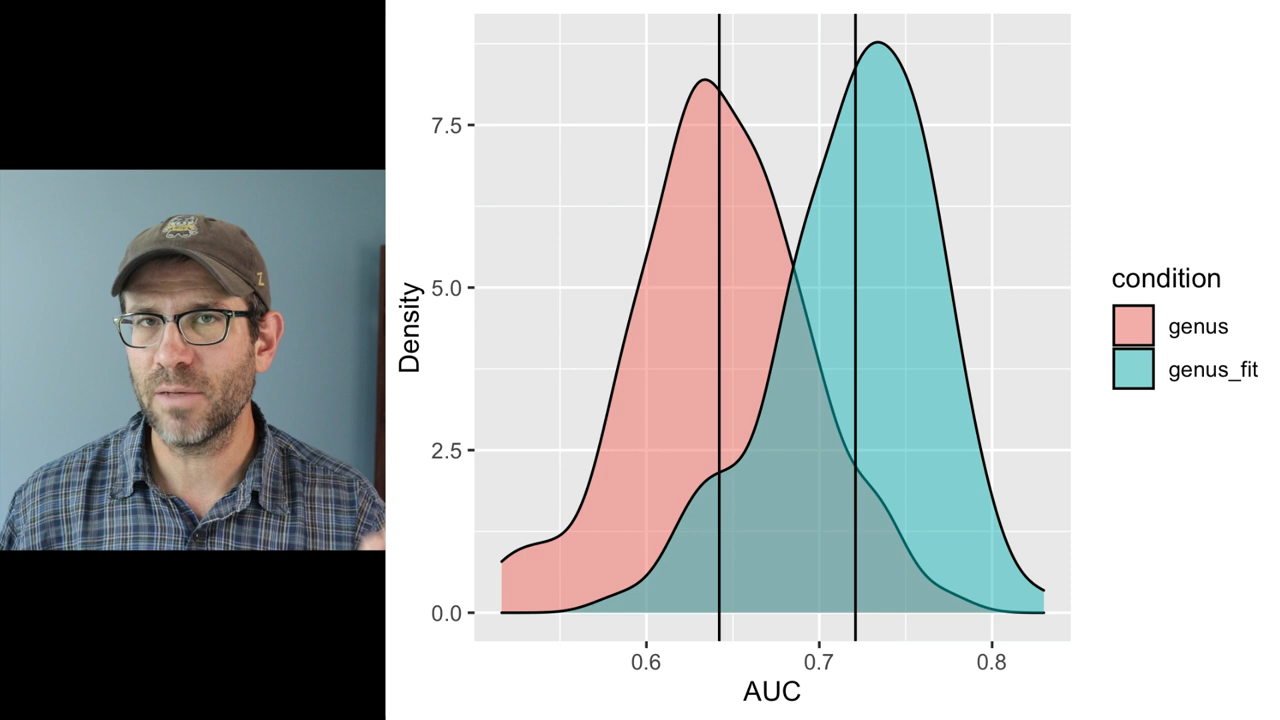 7.5
5.0
2.5
0.0
Density
0.6 0.7 0.8
AUC
condition
genus
genus_fit
Z